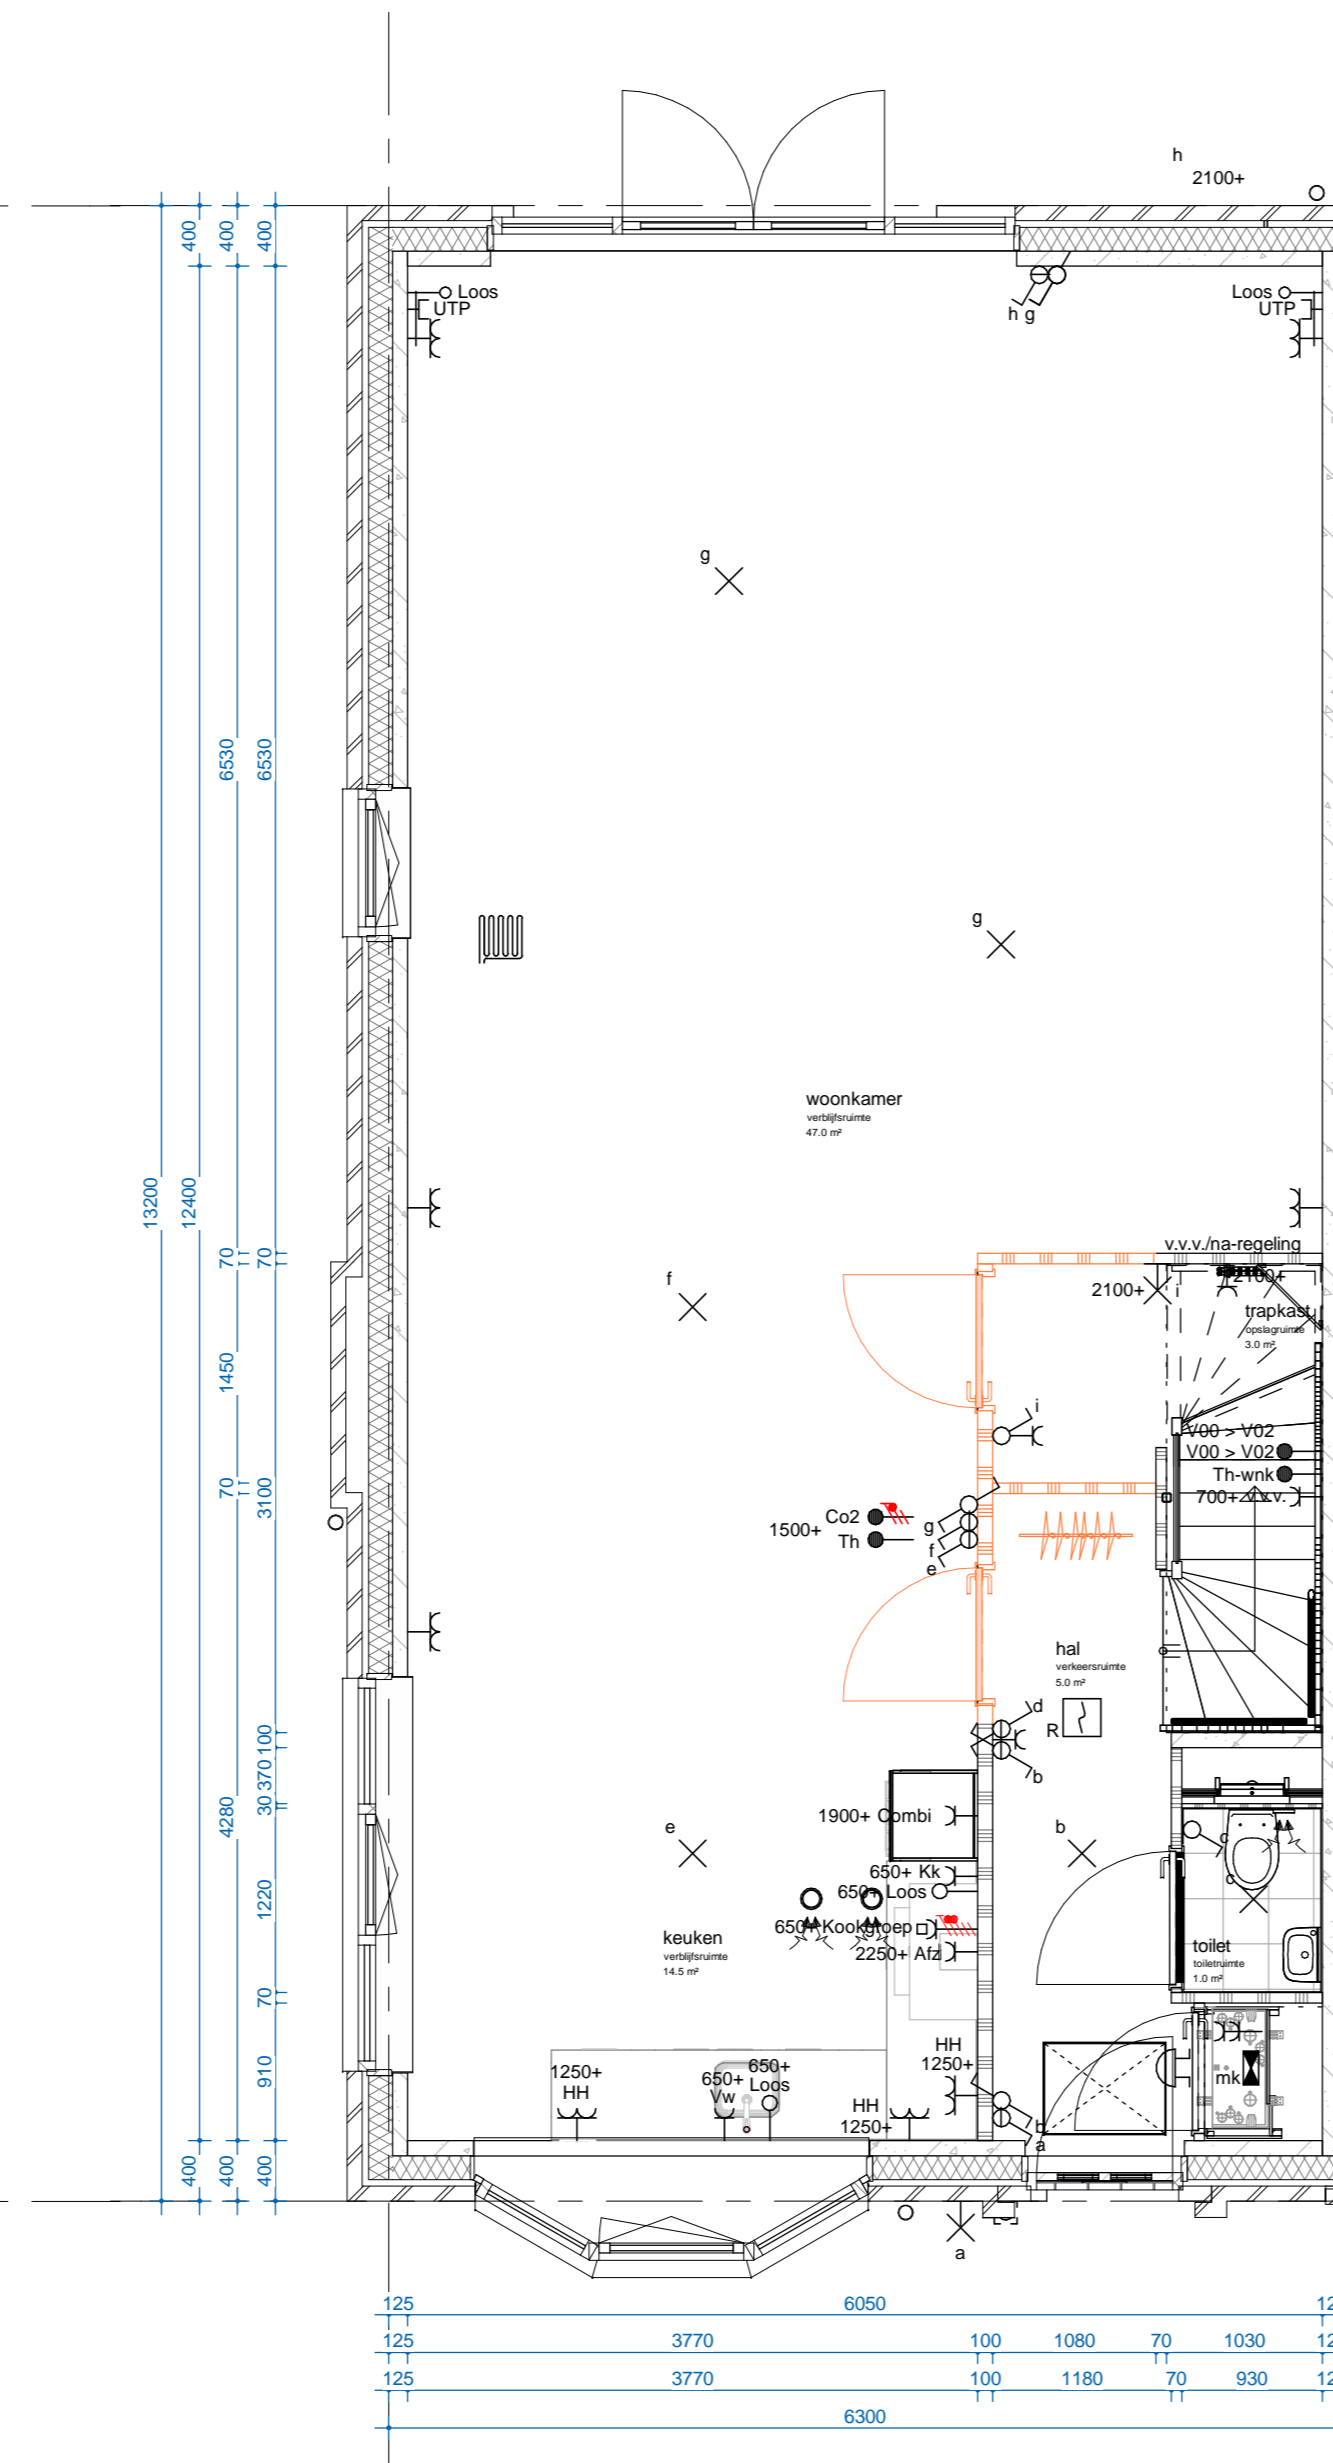 h
2100+
400
400
400
Loos
UTP
h g
Loos
UTP
g
6530
6530
g
woonkamer
verblijfsruimte
47.0 m²
13200
12400
v.v.v./na-regeling
70
70
f
2100+
i
2100+
trapkast
opslagruimte
3.0 m²
1450
i
V00 > V02
V00 > V02
Th-wnk
700+ v.v.v.
70
3100
1500+
Co2
Th
g
f
e
hal
verkeersruimte
5.0 m²
R
d
b
100
370
30
4280
1900+ Combi
e
b
c
c
650+ Kk
650+ Loos
650+ Kookgroep
2250+ Afz
1220
keuken
verblijfsruimte
14.5 m²
toilet
toiletruimte
1.0 m²
70
910
HH
1250+
1250+
HH
650+
Vw
650+
Loos
HH
1250+
mk
b
a
400
400
400
a
125
6050
12
125
3770
100
1080
70
1030
12
125
3770
100
1180
70
930
12
6300